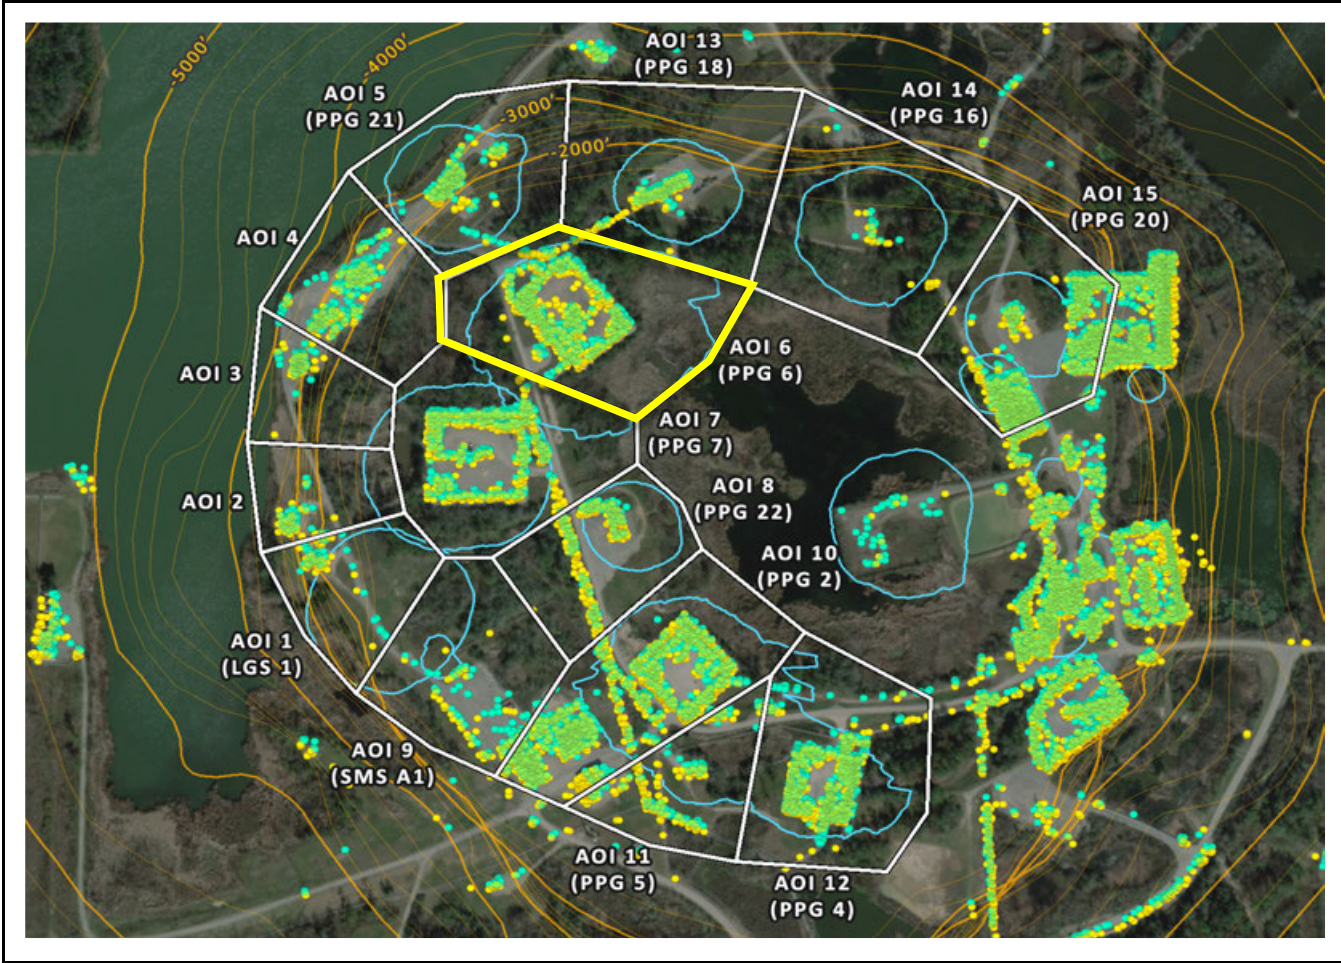 -5000'
-4000'
AOI 13
(PPG 18)
AOI 5
(PPG 21)
-3000'
-2000'
AOI 14
(PPG 16)
AOI 15
(PPG 20)
AOI 4
AOI 3
AOI 6
(PPG 6)
AOI 7
(PPG 7)
AOI 2
AOI 8
(PPG 22)
AOI 10
(PPG 2)
AOI 1
(LGS 1)
AOI 9
(SMS A1)
AOI 11
(PPG 5)
AOI 12
(PPG 4)